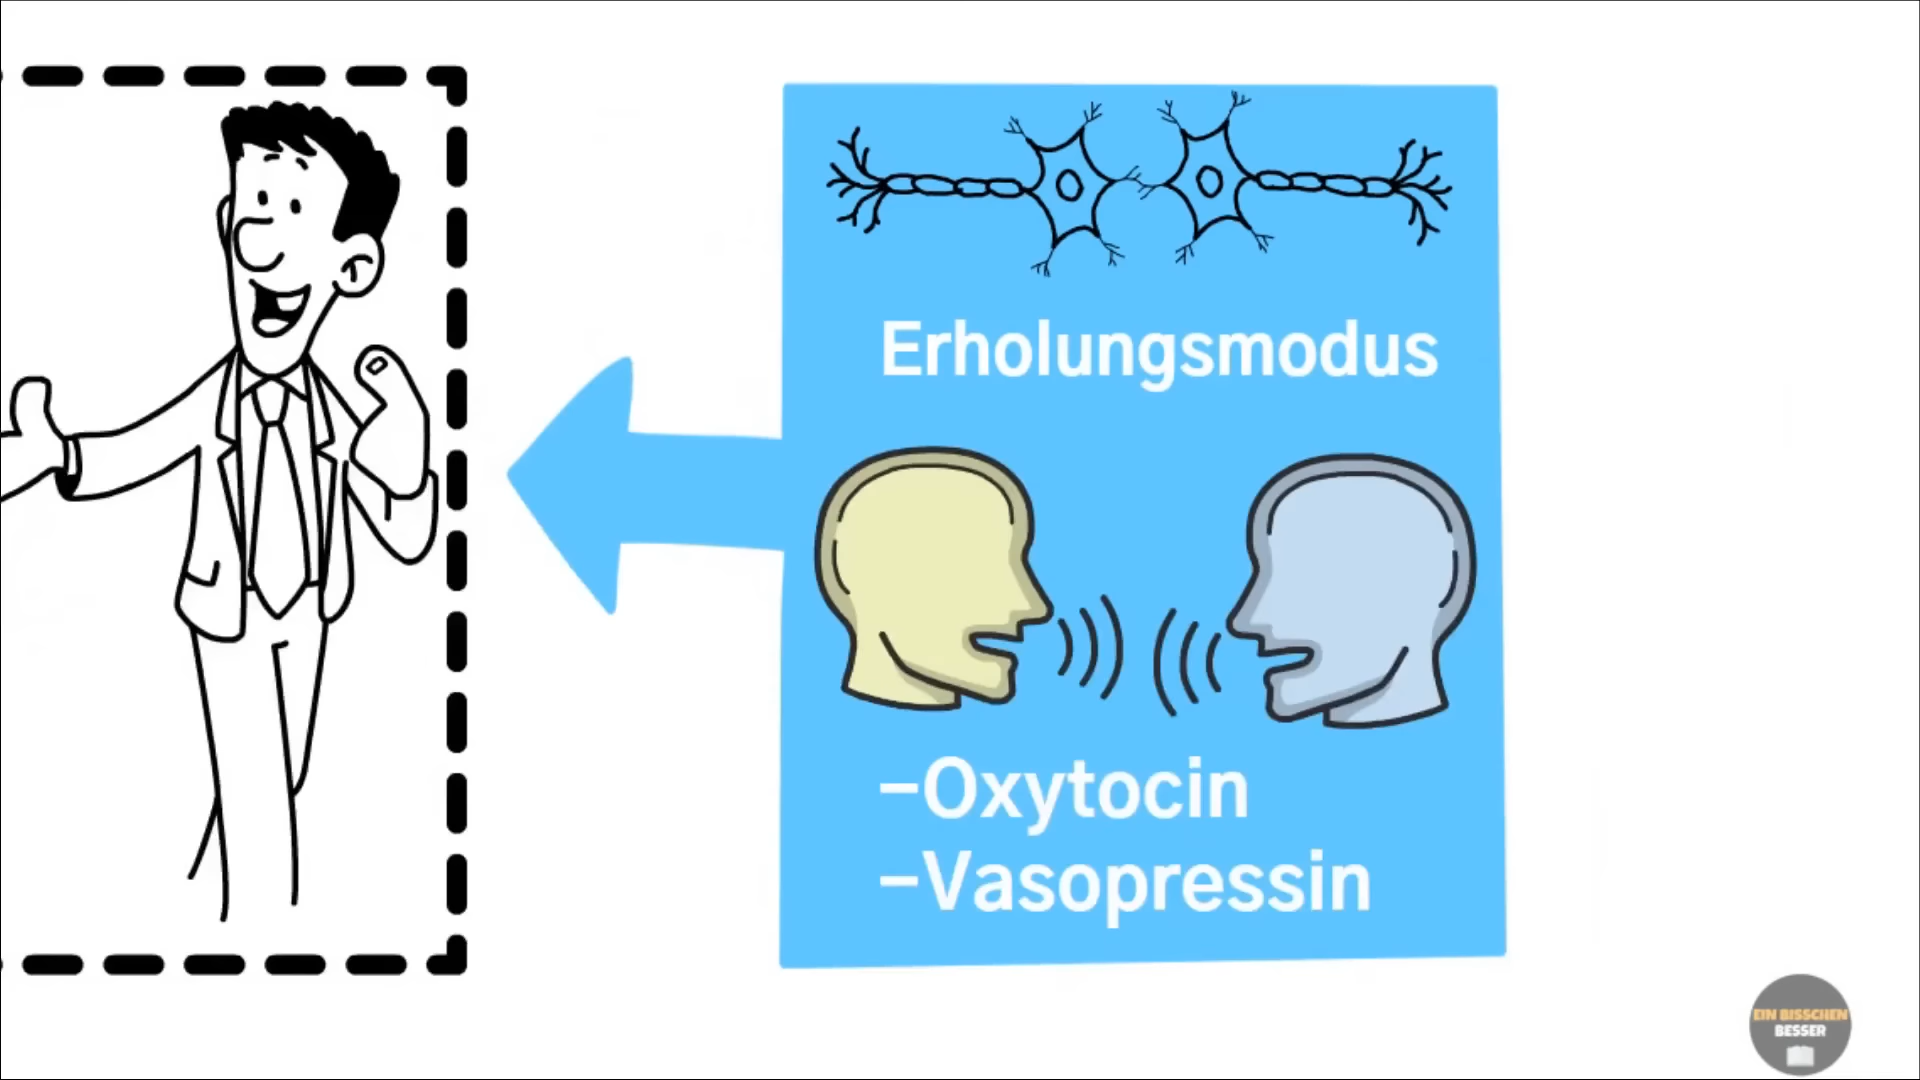 Erholungsmodus
-Oxytocin
-Vasopressin
EIN BISSCHEN
BESSER